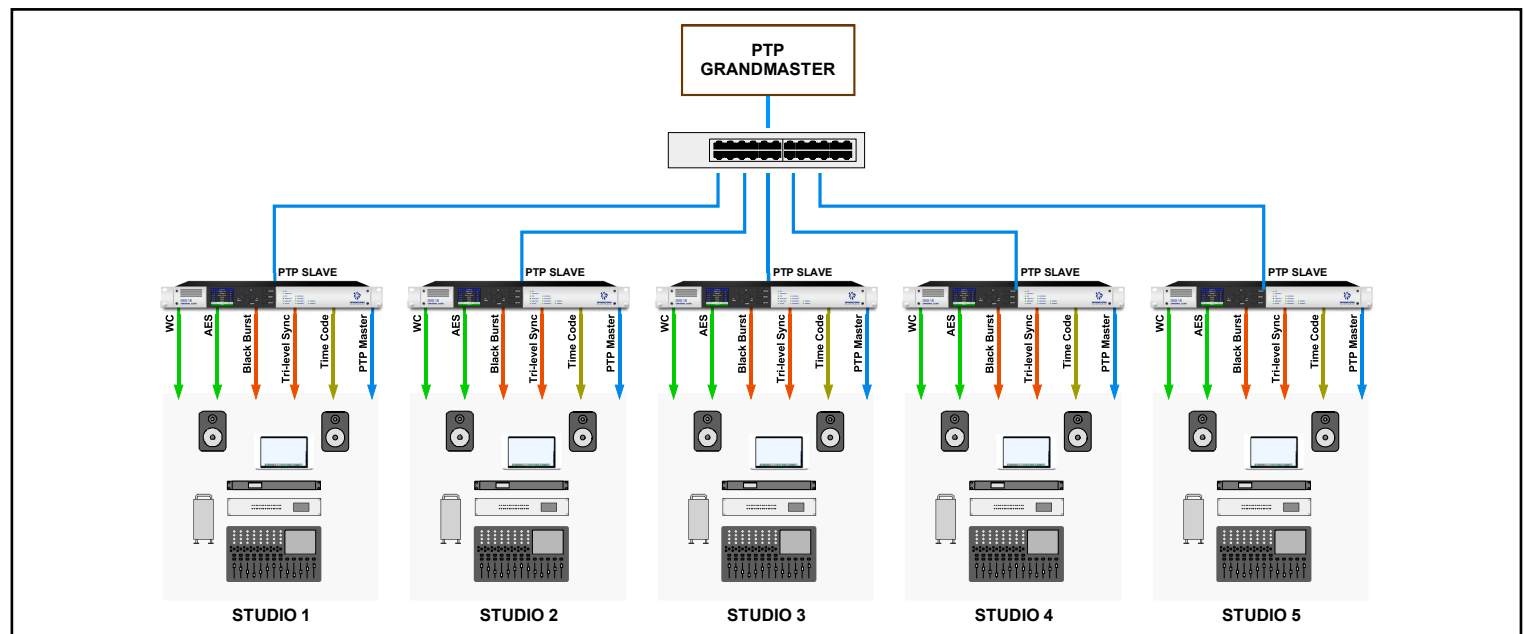 PTP
GRANDMASTER
PTP SLAVE
PTP SLAVE
PTP SLAVE
PTP SLAVE
PTP SLAVE
WC
AES
Black Burst
Tri-level Sync
Time Code
PTP Master
WC
AES
Black Burst
Tri-level Sync
Time Code
PTP Master
WC
AES
Black Burst
Tri-level Sync
Time Code
PTP Master
WC
AES
Black Burst
Tri-level Sync
Time Code
PTP Master
WC
AES
Black Burst
Tri-level Sync
Time Code
PTP Master
STUDIO 1
STUDIO 2
STUDIO 3
STUDIO 4
STUDIO 5